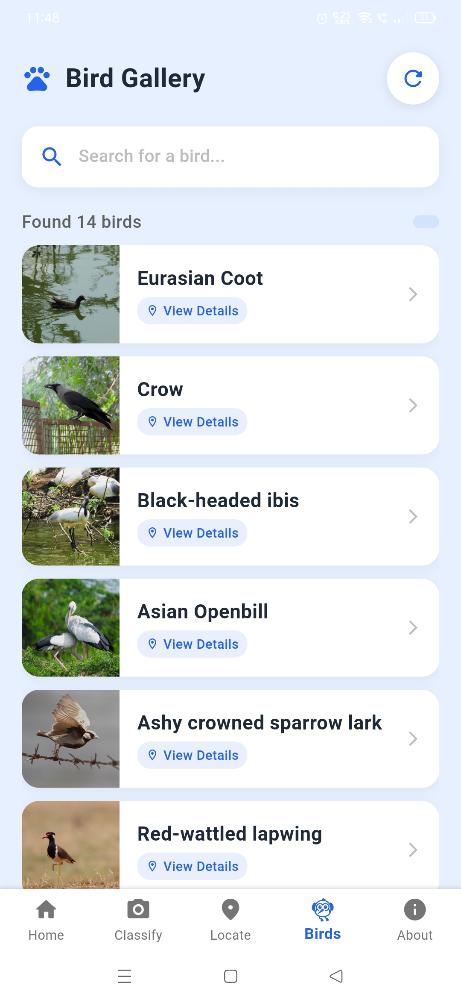 11:48
0.25
KB/S
53
Bird Gallery
Search for a bird...
Found 14 birds
Eurasian Coot
View Details
Crow
View Details
Black-headed ibis
View Details
Asian Openbill
View Details
Ashy crowned sparrow lark
View Details
Red-wattled lapwing
View Details
Home
Classify
Locate
Birds
About